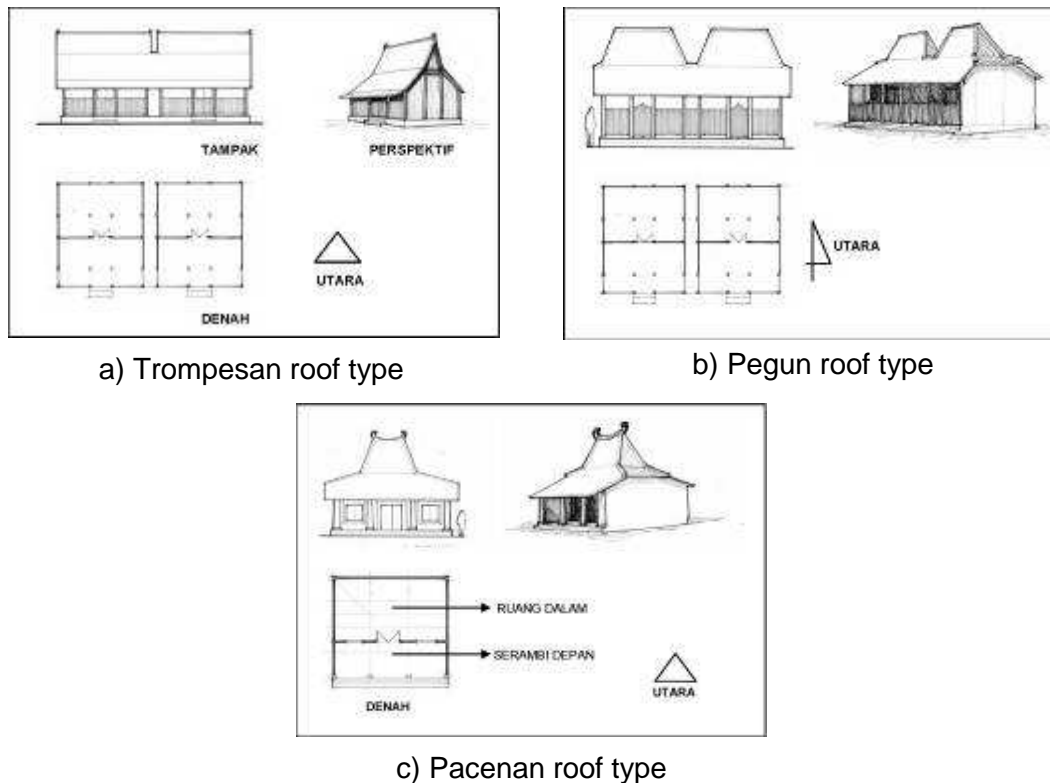 TAMPAK
PERSPEKTIF
UTARA
DENAH
a) Trompesan roof type
UTARA
b) Pegun roof type
RUANG DALAM
SERAMBI DEPAN
UTARA
DENAH
c) Pacenan roof type